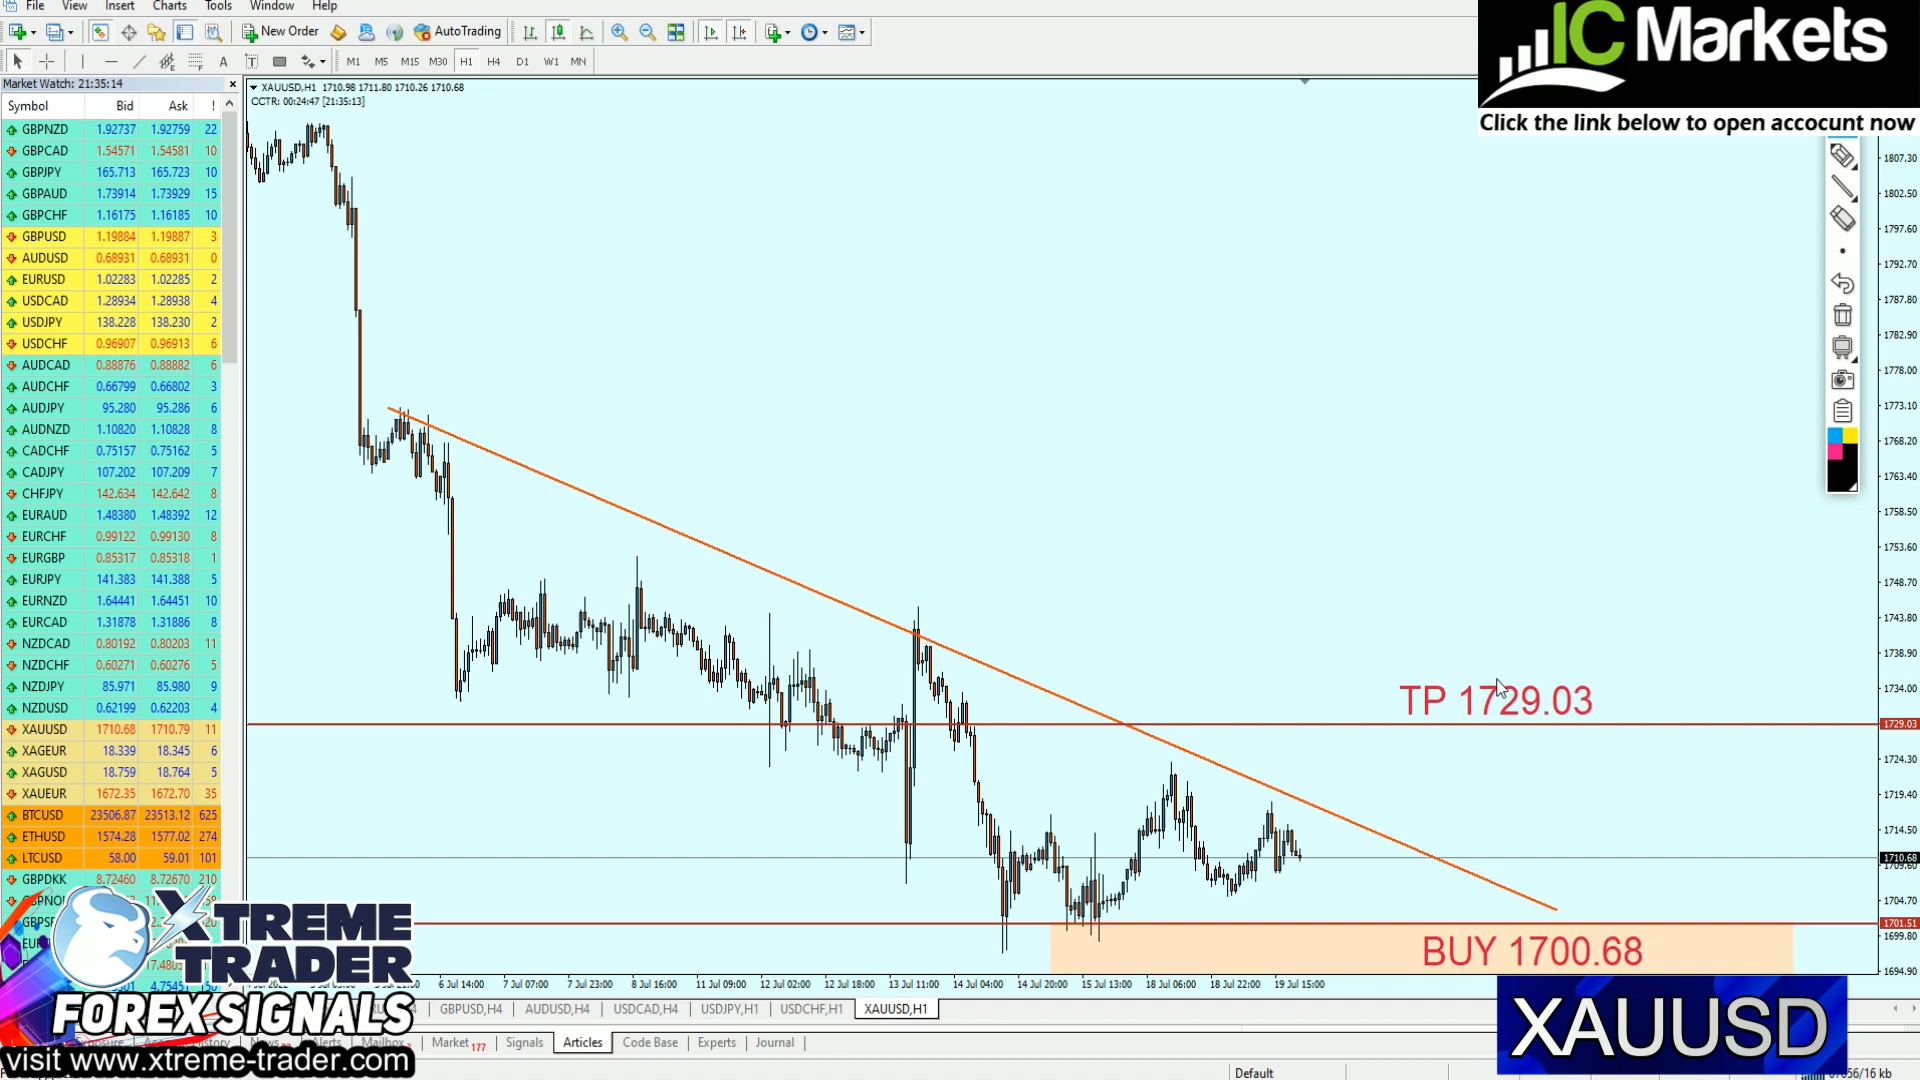 File View Insert Charts Tools Window Help
New Order AutoTrading
A T M1 M5 M15 M30 H1 H4 D1 W1 MN
Market Watch: 21:35:14
Symbol Bid Ask !
GBPNZD 1.92737 1.92759 22
GBPCAD 1.54571 1.54581 10
GBPJPY 165.713 165.723 10
GBPAUD 1.73914 1.73929 15
GBPCHF 1.16175 1.16185 10
GBPUSD 1.19884 1.19887 3
AUDUSD 0.68931 0.68931 0
EURUSD 1.02283 1.02285 2
USDCAD 1.28934 1.28938 4
USDJPY 138.228 138.230 2
USDCHF 0.96907 0.96913 6
AUDCAD 0.88876 0.88882 6
AUDCHF 0.66799 0.66802 3
AUDJPY 95.280 95.286 6
AUDNZD 1.10820 1.10828 8
CADCHF 0.75157 0.75162 5
CADJPY 107.202 107.209 7
CHFJPY 142.634 142.642 8
EURAUD 1.48380 1.48392 12
EURCHF 0.99122 0.99130 8
EURGBP 0.85317 0.85318 1
EURJPY 141.383 141.388 5
EURNZD 1.64441 1.64451 10
EURCAD 1.31878 1.31886 8
NZDCAD 0.80192 0.80203 11
NZDCHF 0.60271 0.60276 5
NZDJPY 85.971 85.980 9
NZDUSD 0.62199 0.62203 4
XAUUSD 1710.68 1710.79 11
XAGEUR 18.339 18.345 6
XAGUSD 18.759 18.764 5
XAUEUR 1672.35 1672.70 35
BTCUSD 23506.87 23513.12 625
ETHUSD 1574.28 1577.02 274
LTCUSD 58.00 59.01 101
GBPDKK 8.72460 8.72670 210
XAUUSD,H1 1710.98 1711.80 1710.26 1710.68
CCTR: 00:24:47 [21:35:13]
IC Markets
Click the link below to open accocunt now
1807.30
1802.50
1797.60
1792.70
1787.80
1782.90
1778.00
1773.10
1768.20
1763.40
1758.50
1753.60
1748.70
1743.80
1738.90
1734.00
1729.03
1724.30
1719.40
1714.50
1710.68
1704.70
1701.51
1699.80
1694.90
TP 1729.03
BUY 1700.68
6 Jul 14:00 7 Jul 07:00 7 Jul 23:00 8 Jul 16:00 11 Jul 09:00 12 Jul 02:00 12 Jul 18:00 13 Jul 11:00 14 Jul 04:00 14 Jul 20:00 15 Jul 13:00 18 Jul 06:00 18 Jul 22:00 19 Jul 15:00
GBPUSD,H4 AUDUSD,H4 USDCAD,H4 USDJPY,H1 USDCHF,H1 XAUUSD,H1
Market 177 Signals Articles Code Base Experts Journal
Default
XTREME
TRADER
FOREX SIGNALS
visit www.xtreme-trader.com
XAUUSD